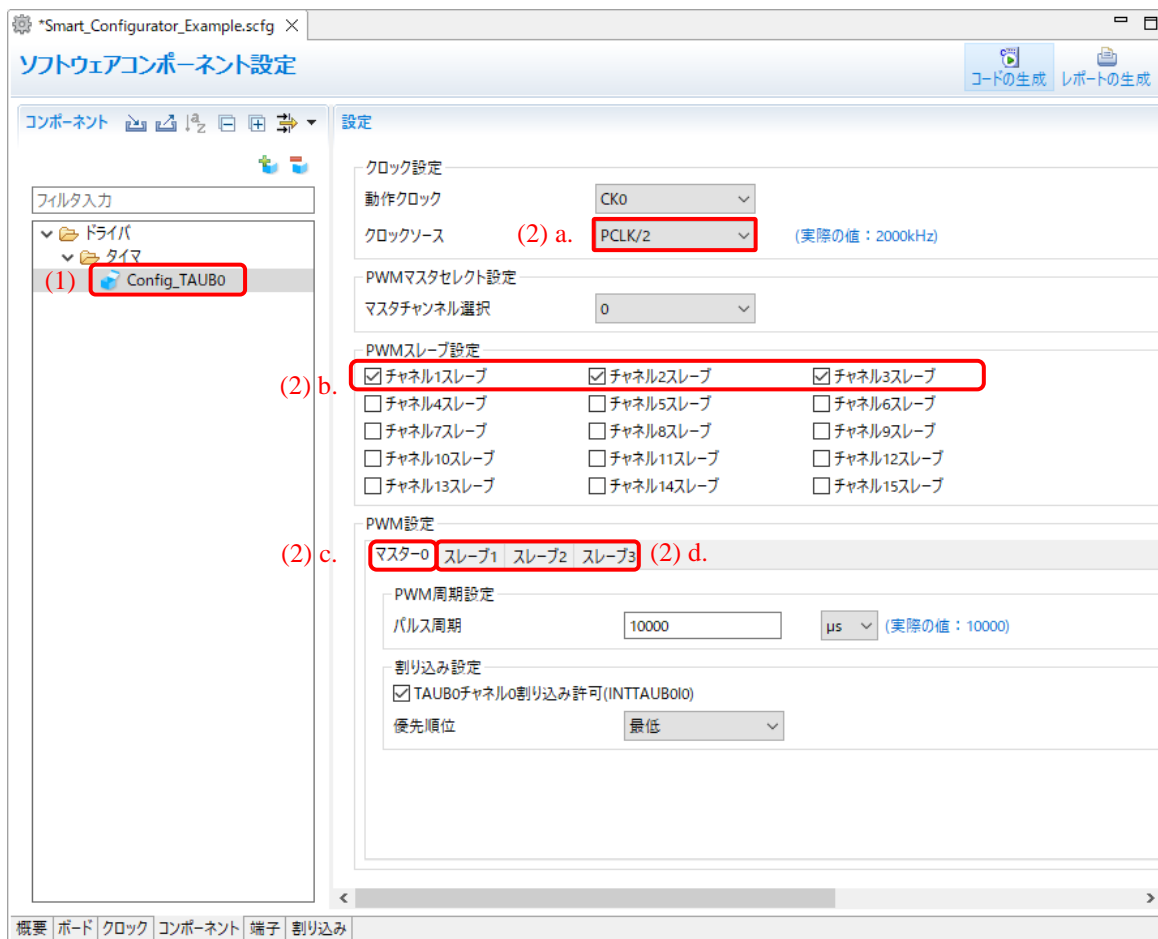 *Smart_Configurator_Example.scfg
ソフトウェアコンポーネント設定
コードの生成 レポートの生成
コンポーネント
フィルタ入力
ドライバ
タイマ
(1) Config_TAUB0
設定
クロック設定
動作クロック CK0
クロックソース (2) a. PCLK/2 (実際の値：2000kHz)
PWMマスタセレクト設定
マスタチャンネル選択 0
PWMスレーブ設定
(2) b.
チャネル1スレーブ チャネル2スレーブ チャネル3スレーブ
チャネル4スレーブ チャネル5スレーブ チャネル6スレーブ
チャネル7スレーブ チャネル8スレーブ チャネル9スレーブ
チャネル10スレーブ チャネル11スレーブ チャネル12スレーブ
チャネル13スレーブ チャネル14スレーブ チャネル15スレーブ
PWM設定
(2) c. マスター0 スレーブ1 スレーブ2 スレーブ3 (2) d.
PWM周期設定
パルス周期 10000 μs (実際の値：10000)
割り込み設定
TAUB0チャネル0割り込み許可(INTTAUB0I0)
優先順位 最低
概要 ボード クロック コンポーネント 端子 割り込み